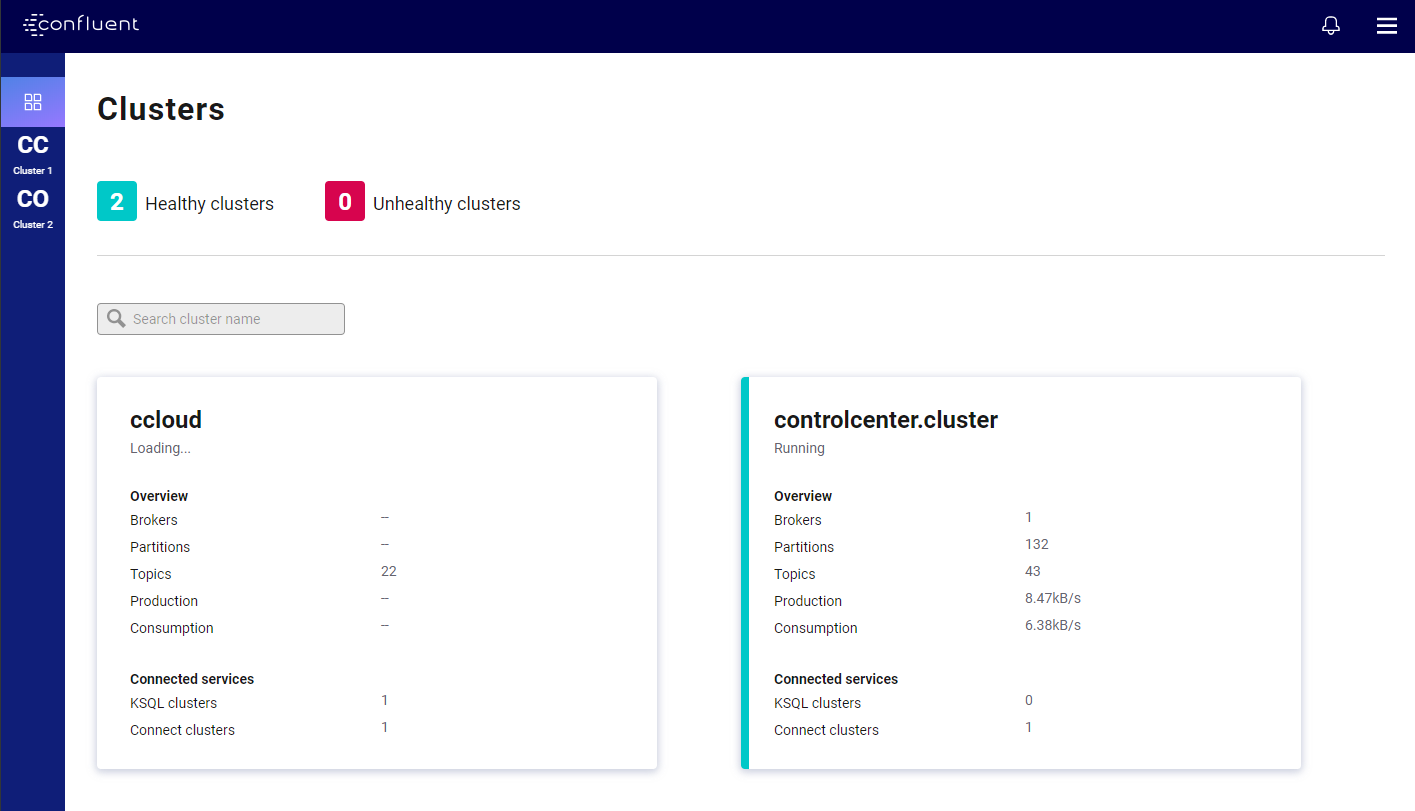 confluent
CC
Cluster 1
CO
Cluster 2
Clusters
2 Healthy clusters 0 Unhealthy clusters
Search cluster name
ccloud
Loading...
Overview
Brokers --
Partitions --
Topics 22
Production --
Consumption --
Connected services
KSQL clusters 1
Connect clusters 1
controlcenter.cluster
Running
Overview
Brokers 1
Partitions 132
Topics 43
Production 8.47kB/s
Consumption 6.38kB/s
Connected services
KSQL clusters 0
Connect clusters 1